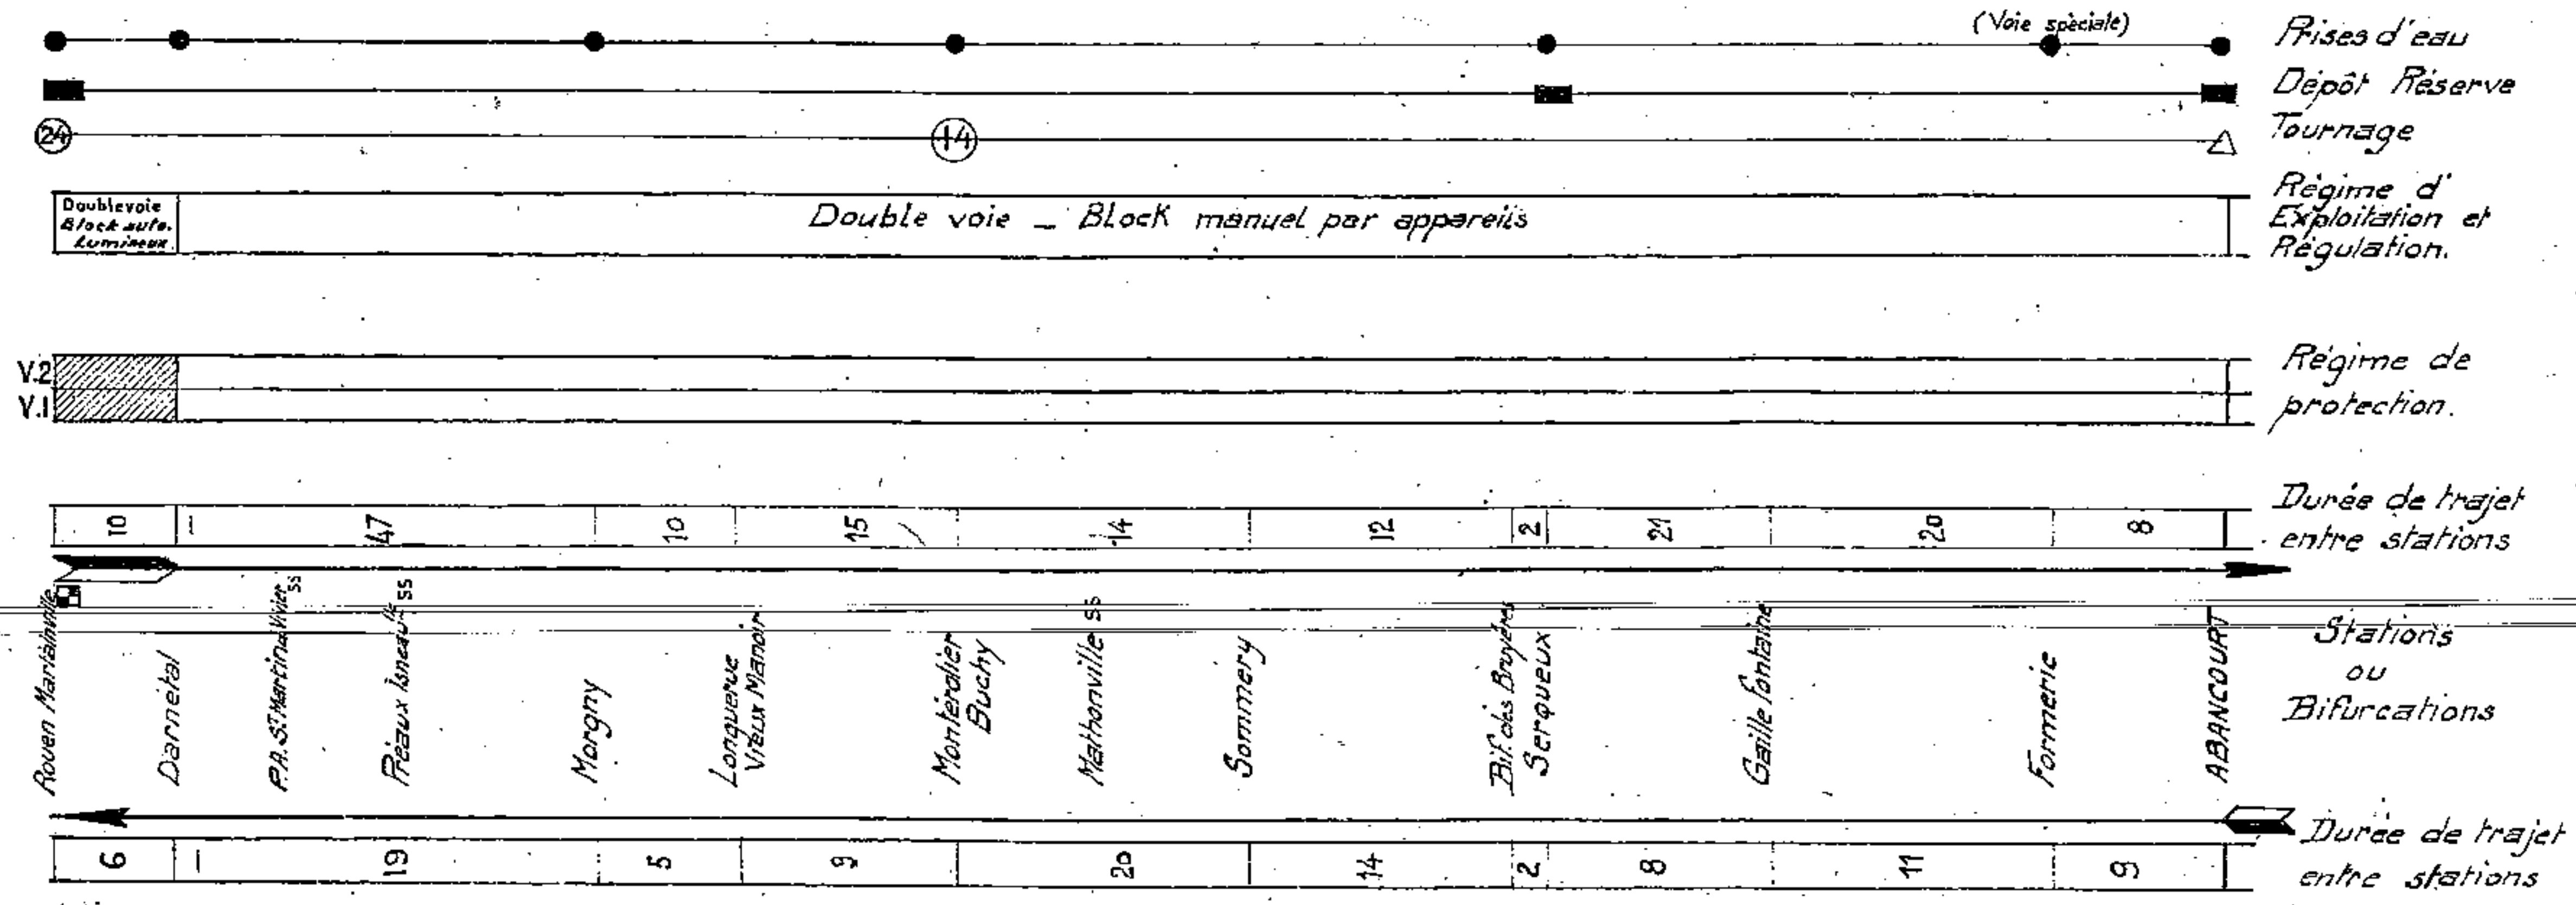 (Voie spéciale)
Prises d'eau
Dépôt Réserve
24
14
Tournage
Double voie
Block auto.
Lumineux
Double voie _ Block manuel par appareils
Régime d'
Exploitation et
Régulation.
V.2
V.1
Régime de
protection.
10 — 47 10 15 14 12 2 21 20 8
Durée de trajet
entre stations
Rouen Martainville
Darnétal
P.A. St Martin du Vivier ss
Préaux Isneauville ss
Morgny
Longuerue
Vieux Manoir
Montérolier
Buchy
Mathonville ss
Sommery
Bif. des Bruyères
Serqueux
Gaille fontaine
Formerie
ABANCOURT
Stations
ou
Bifurcations
6 — 19 5 9 20 14 2 8 11 9
Durée de trajet
entre stations